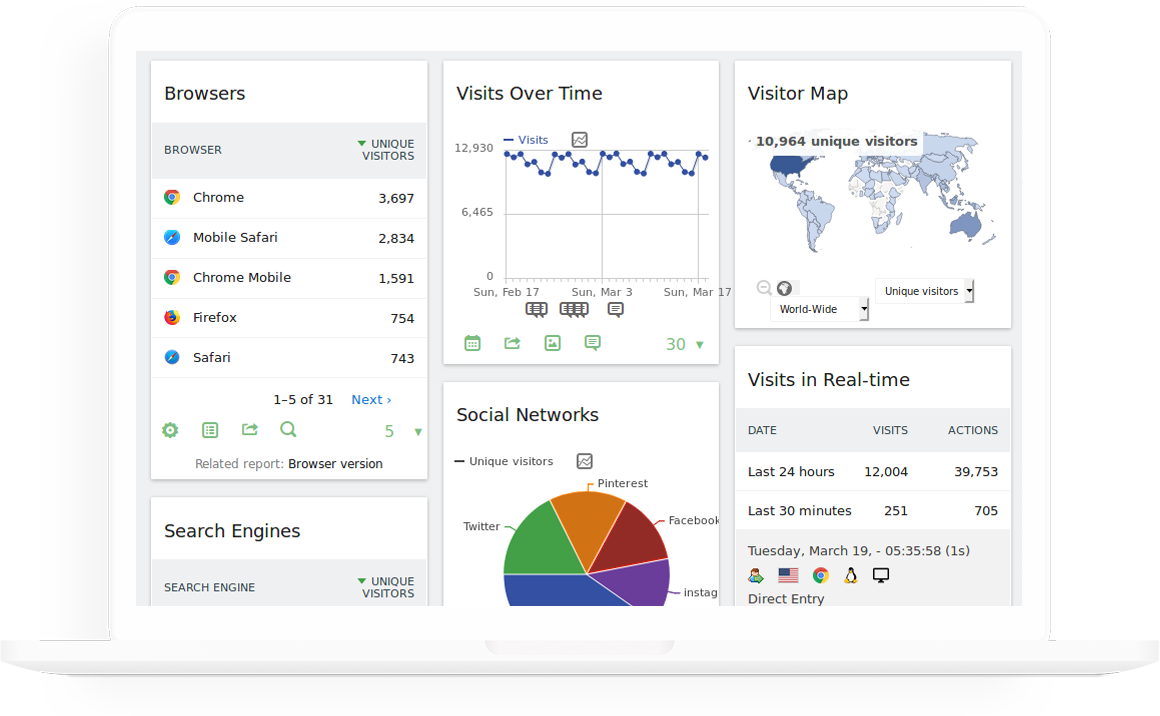 Browsers
BROWSER
UNIQUE
VISITORS
Chrome 3,697
Mobile Safari 2,834
Chrome Mobile 1,591
Firefox 754
Safari 743
1–5 of 31 Next ›
5
Related report: Browser version
Search Engines
SEARCH ENGINE
UNIQUE
VISITORS
Visits Over Time
Visits
12,930
6,465
0
Sun, Feb 17 Sun, Mar 3 Sun, Mar 17
30
Social Networks
Unique visitors
Pinterest
Twitter
Facebook
instag
Visitor Map
10,964 unique visitors
Unique visitors
World-Wide
Visits in Real-time
DATE VISITS ACTIONS
Last 24 hours 12,004 39,753
Last 30 minutes 251 705
Tuesday, March 19, - 05:35:58 (1s)
Direct Entry